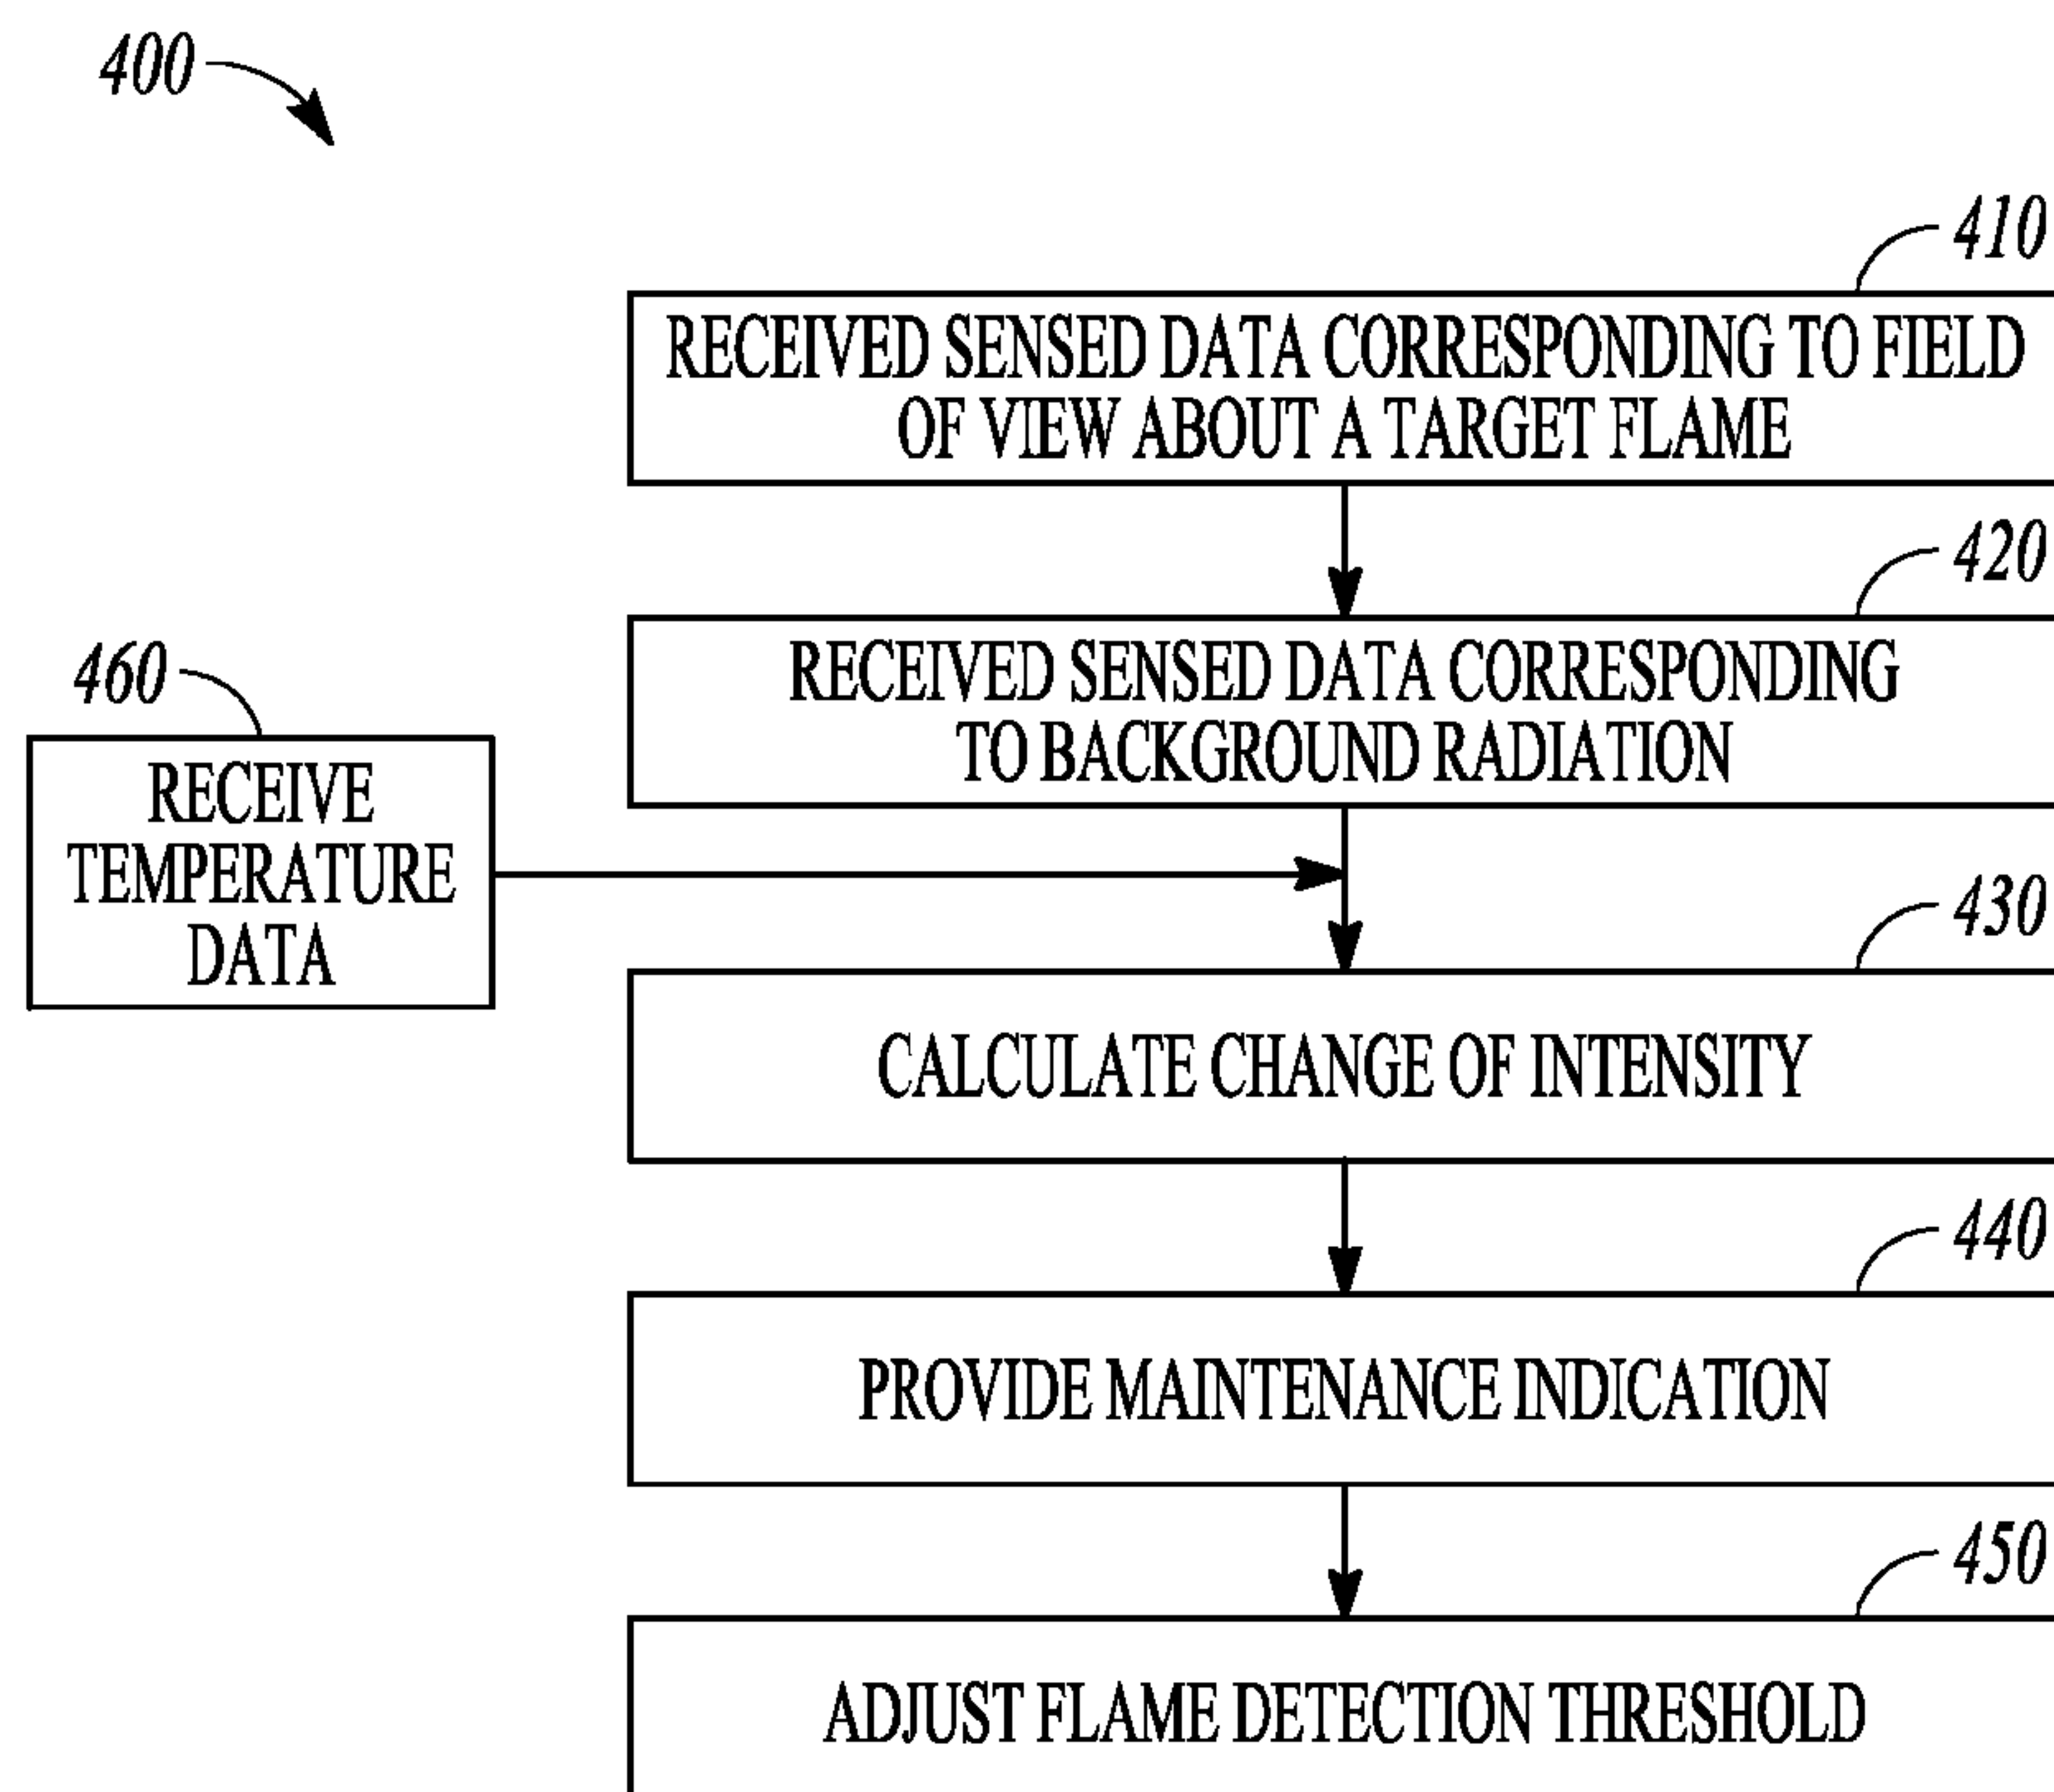 400
410
RECEIVED SENSED DATA CORRESPONDING TO FIELD
OF VIEW ABOUT A TARGET FLAME
420
RECEIVED SENSED DATA CORRESPONDING
TO BACKGROUND RADIATION
460
RECEIVE
TEMPERATURE
DATA
430
CALCULATE CHANGE OF INTENSITY
440
PROVIDE MAINTENANCE INDICATION
450
ADJUST FLAME DETECTION THRESHOLD